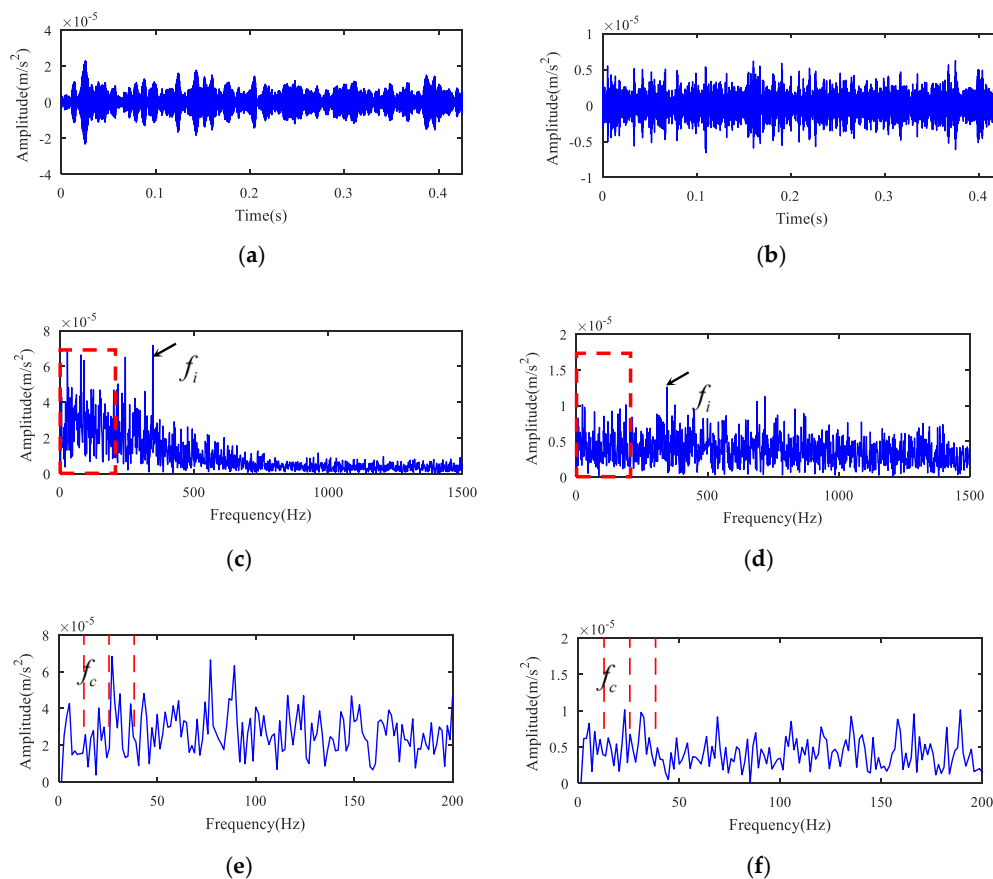 ×10⁻⁵
4
2
0
-2
-4
Amplitude(m/s²)
0 0.1 0.2 0.3 0.4
Time(s)
(a)
×10⁻⁵
1
0.5
0
-0.5
-1
Amplitude(m/s²)
0 0.1 0.2 0.3 0.4
Time(s)
(b)
×10⁻⁵
8
6
4
2
0
Amplitude(m/s²)
f_i
0 500 1000 1500
Frequency(Hz)
(c)
×10⁻⁵
2
1.5
1
0.5
0
Amplitude(m/s²)
f_i
0 500 1000 1500
Frequency(Hz)
(d)
×10⁻⁵
8
6
4
2
0
Amplitude(m/s²)
f_c
0 50 100 150 200
Frequency(Hz)
(e)
×10⁻⁵
2
1.5
1
0.5
0
Amplitude(m/s²)
f_c
0 50 100 150 200
Frequency(Hz)
(f)